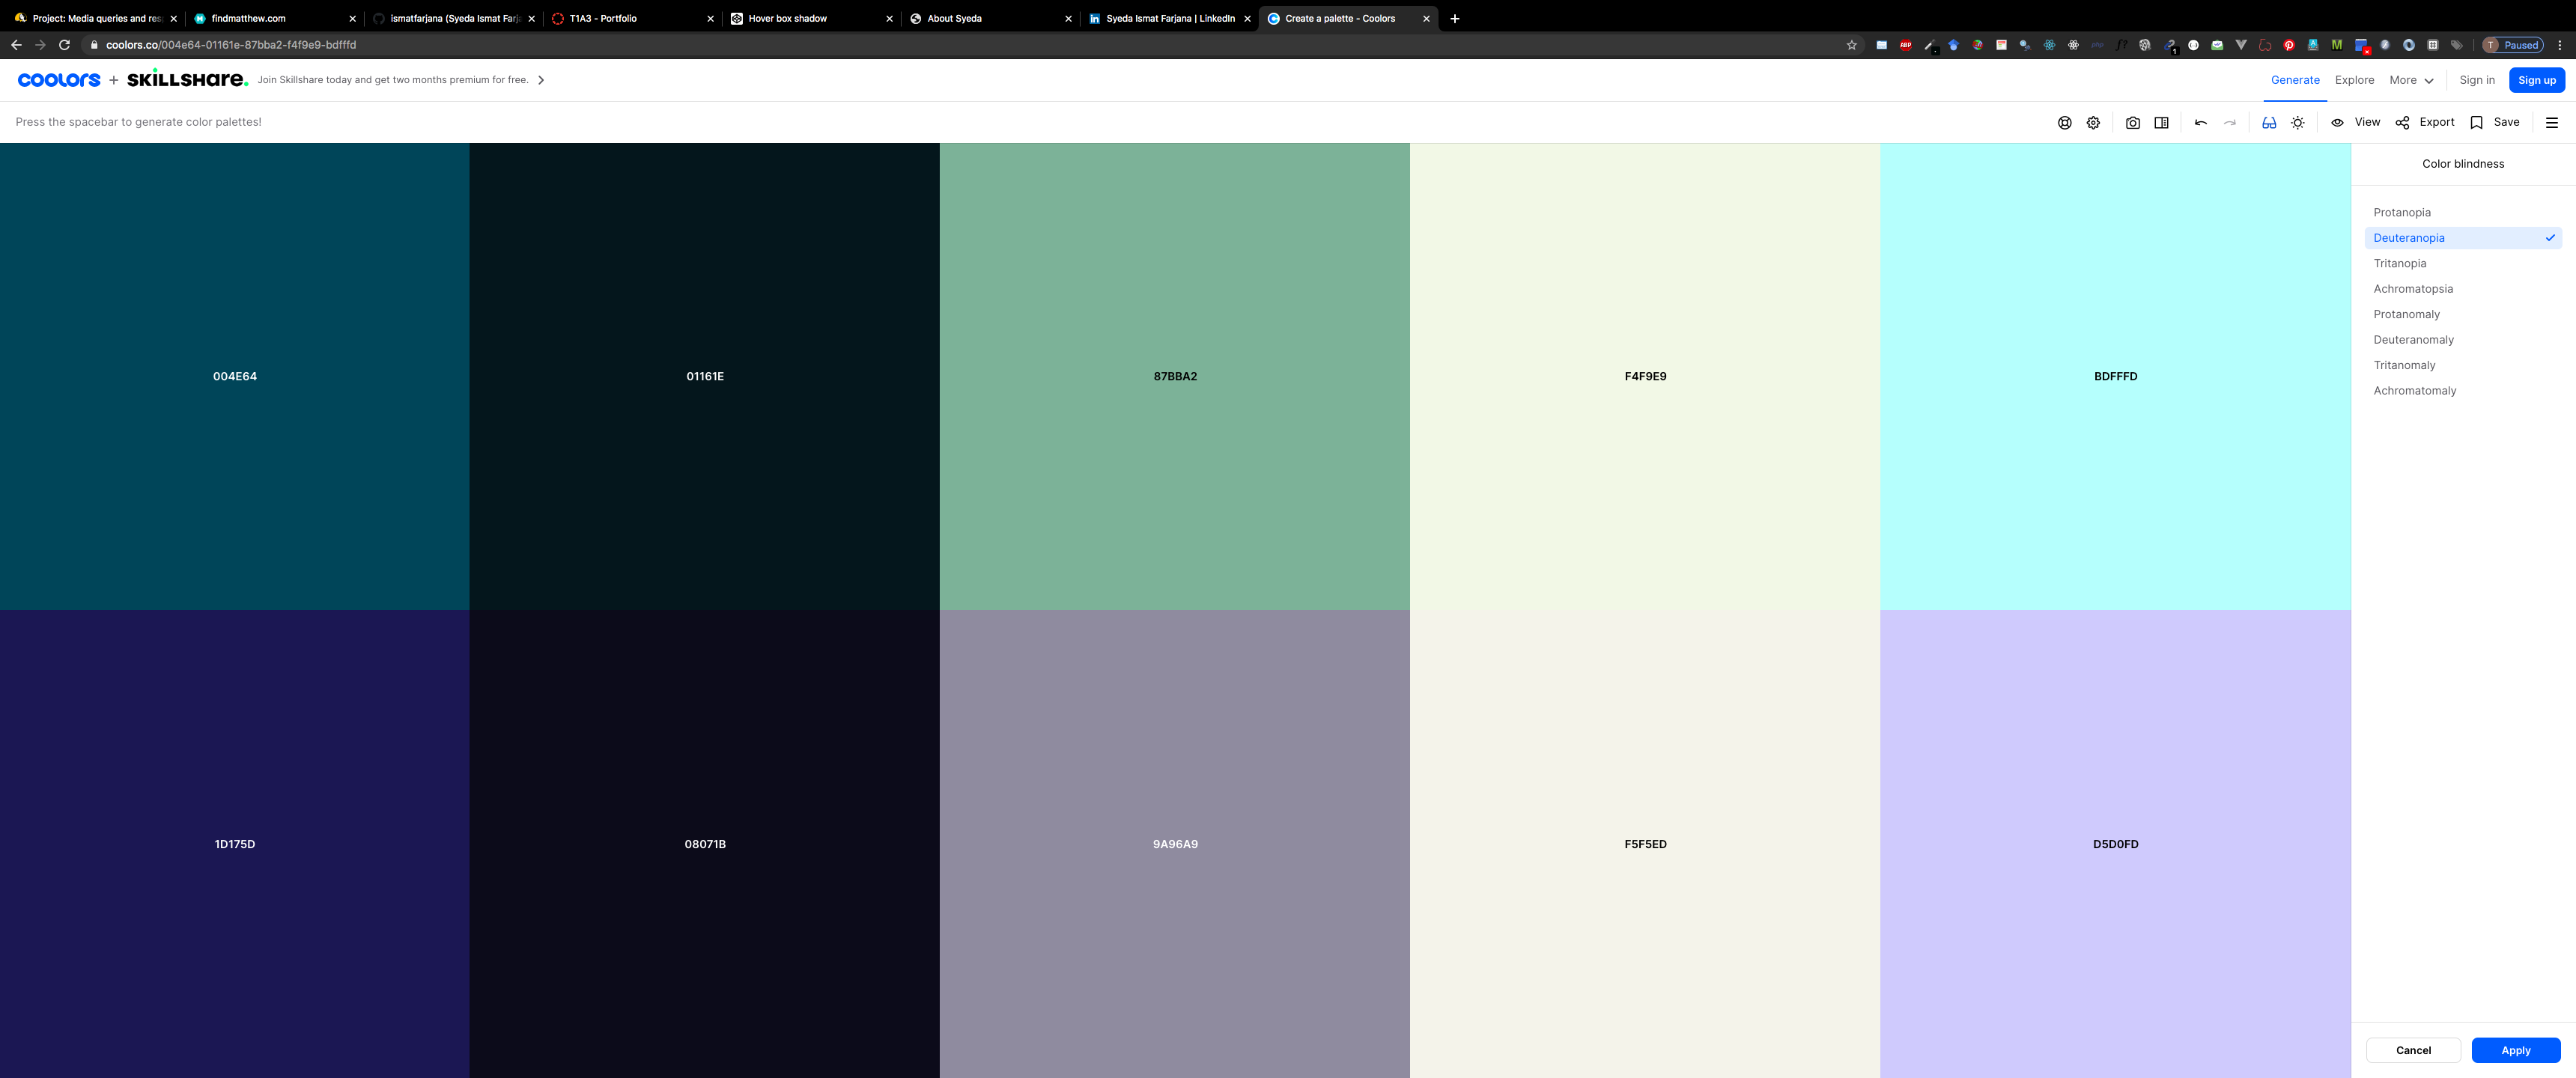 Project: Media queries and res
findmatthew.com
ismatfarjana (Syeda Ismat Farja
T1A3 - Portfolio
Hover box shadow
About Syeda
Syeda Ismat Farjana | LinkedIn
Create a palette - Coolors
coolors.co/004e64-01161e-87bba2-f4f9e9-bdfffd
ABP
f?
1
M
T Paused
coolors + SKILLSHARE. Join Skillshare today and get two months premium for free.
Generate Explore More Sign in Sign up
Press the spacebar to generate color palettes!
View Export Save
Color blindness
Protanopia
Deuteranopia
Tritanopia
Achromatopsia
Protanomaly
Deuteranomaly
Tritanomaly
Achromatomaly
004E64 01161E 87BBA2 F4F9E9 BDFFFD
1D175D 08071B 9A96A9 F5F5ED D5D0FD
Cancel Apply